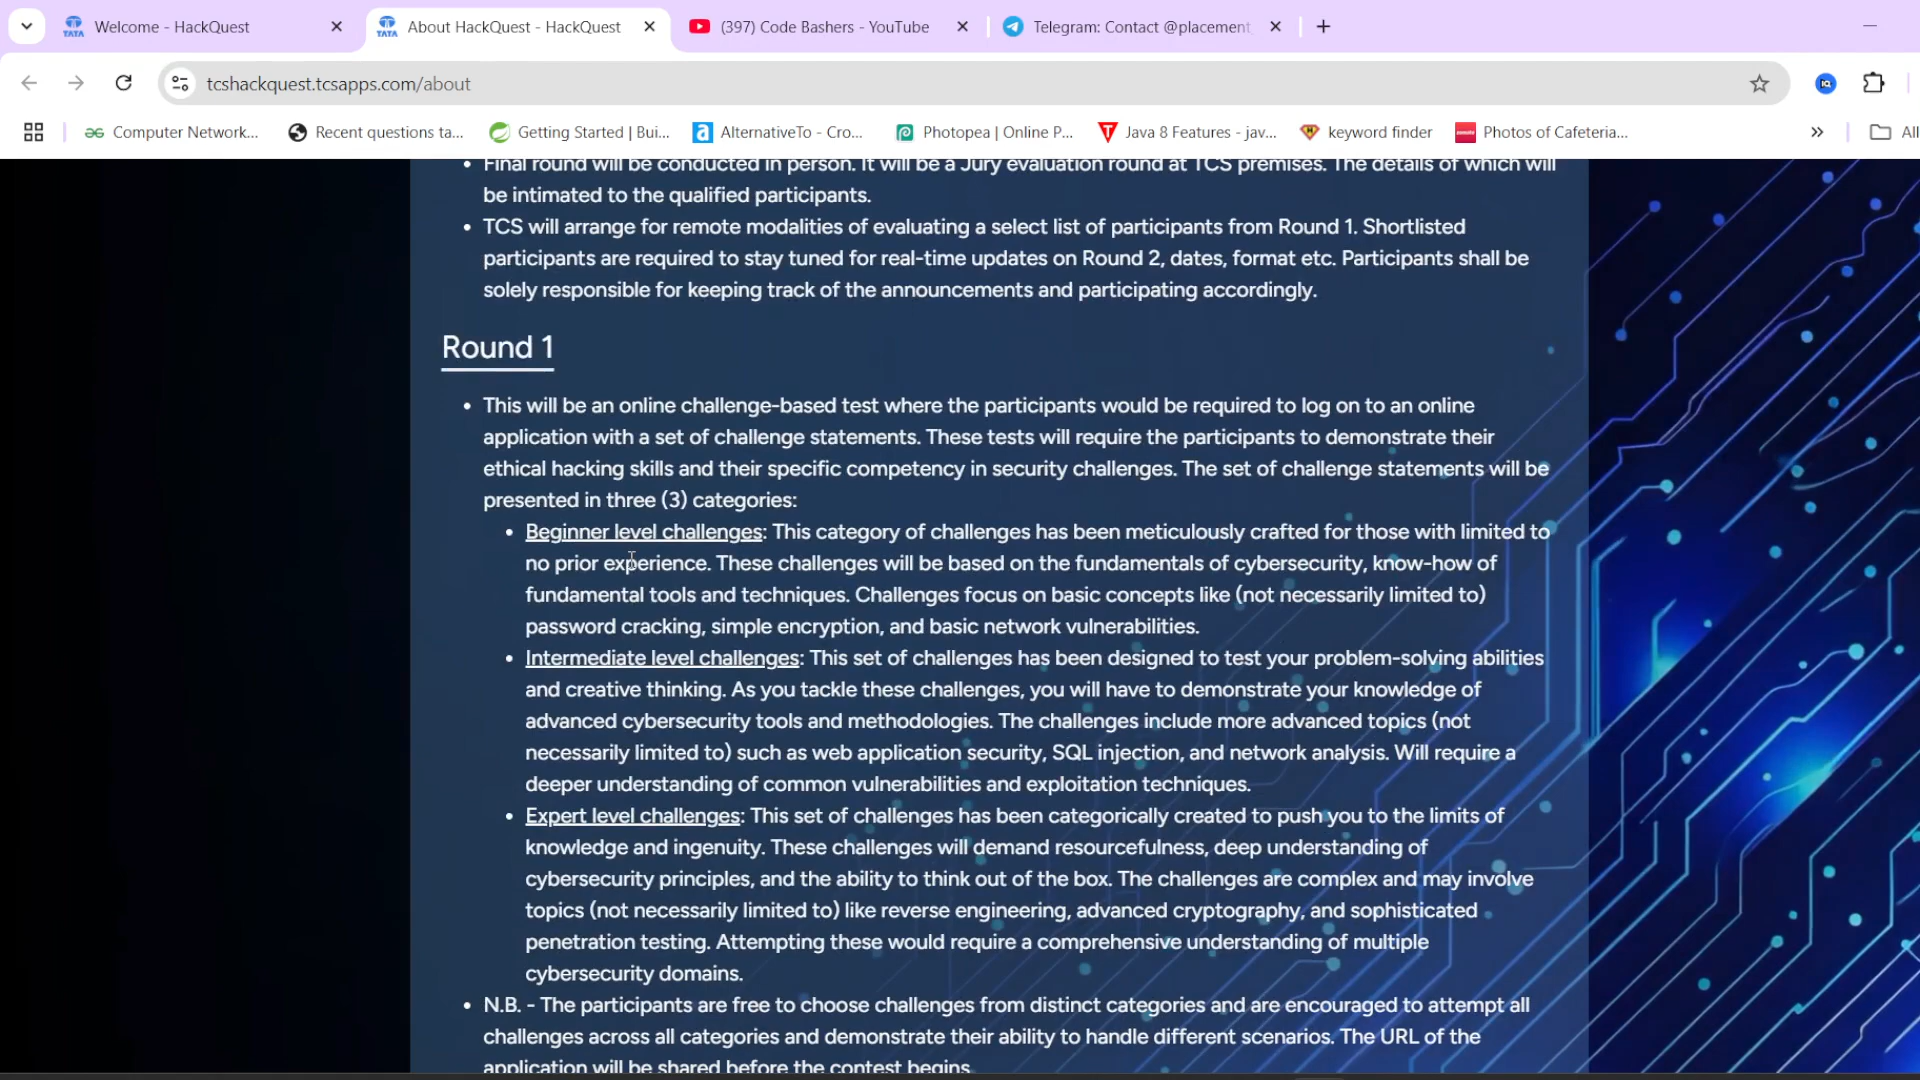 Welcome - HackQuest
About HackQuest - HackQuest
(397) Code Bashers - YouTube
Telegram: Contact @placement
tcshackquest.tcsapps.com/about
Computer Network...
Recent questions ta...
Getting Started | Bui...
AlternativeTo - Cro...
Photopea | Online P...
Java 8 Features - jav...
keyword finder
Photos of Cafeteria...
All
Final round will be conducted in person. It will be a Jury evaluation round at TCS premises. The details of which will
be intimated to the qualified participants.
TCS will arrange for remote modalities of evaluating a select list of participants from Round 1. Shortlisted
participants are required to stay tuned for real-time updates on Round 2, dates, format etc. Participants shall be
solely responsible for keeping track of the announcements and participating accordingly.
Round 1
This will be an online challenge-based test where the participants would be required to log on to an online
application with a set of challenge statements. These tests will require the participants to demonstrate their
ethical hacking skills and their specific competency in security challenges. The set of challenge statements will be
presented in three (3) categories:
Beginner level challenges: This category of challenges has been meticulously crafted for those with limited to
no prior experience. These challenges will be based on the fundamentals of cybersecurity, know-how of
fundamental tools and techniques. Challenges focus on basic concepts like (not necessarily limited to)
password cracking, simple encryption, and basic network vulnerabilities.
Intermediate level challenges: This set of challenges has been designed to test your problem-solving abilities
and creative thinking. As you tackle these challenges, you will have to demonstrate your knowledge of
advanced cybersecurity tools and methodologies. The challenges include more advanced topics (not
necessarily limited to) such as web application security, SQL injection, and network analysis. Will require a
deeper understanding of common vulnerabilities and exploitation techniques.
Expert level challenges: This set of challenges has been categorically created to push you to the limits of
knowledge and ingenuity. These challenges will demand resourcefulness, deep understanding of
cybersecurity principles, and the ability to think out of the box. The challenges are complex and may involve
topics (not necessarily limited to) like reverse engineering, advanced cryptography, and sophisticated
penetration testing. Attempting these would require a comprehensive understanding of multiple
cybersecurity domains.
N.B. - The participants are free to choose challenges from distinct categories and are encouraged to attempt all
challenges across all categories and demonstrate their ability to handle different scenarios. The URL of the
application will be shared before the contest begins.